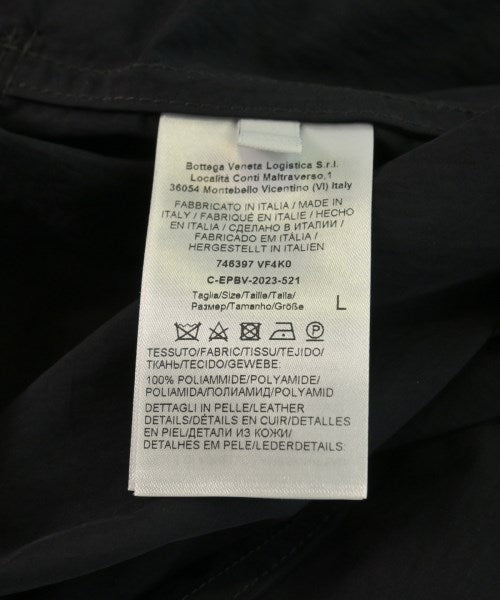 Bottega Veneta Logistica S.r.l.
Località Conti Maltraverso,1
36054 Montebello Vicentino (VI) Italy
FABBRICATO IN ITALIA / MADE IN
ITALY / FABRIQUÉ EN ITALIE / HECHO
EN ITALIA / СДЕЛАНО В ИТАЛИИ /
FABRICADO EM ITÁLIA /
HERGESTELLT IN ITALIEN
746397 VF4K0
C-EPBV-2023-521
Taglia/Size/Taille/Talla/
Размер/Tamanho/Größe L
P
TESSUTO/FABRIC/TISSU/TEJIDO/
ТКАНЬ/TECIDO/GEWEBE:
100% POLIAMMIDE/POLYAMIDE/
POLIAMIDA/ПОЛИАМИД/POLYAMID
DETTAGLI IN PELLE/LEATHER
DETAILS/DÉTAILS EN CUIR/DETALLES
EN PIEL/ДЕТАЛИ ИЗ КОЖИ/
DETALHES EM PELE/LEDERDETAILS: